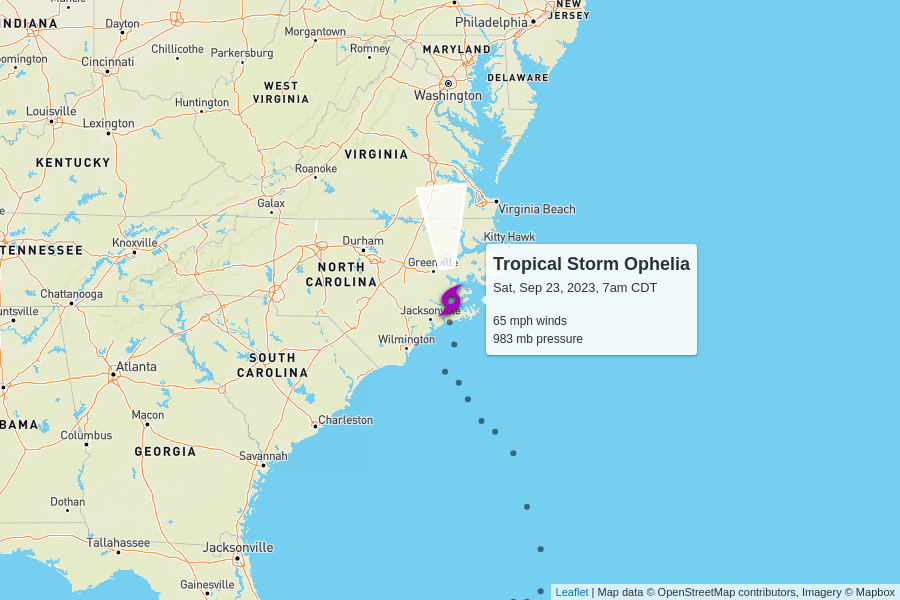 NEW
JERSEY
Philadelphia
INDIANA
Dayton
Morgantown
Chillicothe
Parkersburg
Romney
MARYLAND
Cincinnati
DELAWARE
WEST
VIRGINIA
Washington
Huntington
Louisville
Lexington
VIRGINIA
KENTUCKY
Roanoke
Galax
Virginia Beach
Kitty Hawk
Durham
Knoxville
TENNESSEE
Greenville
NORTH
CAROLINA
Tropical Storm Ophelia
Sat, Sep 23, 2023, 7am CDT
65 mph winds
983 mb pressure
Chattanooga
Jacksonville
Wilmington
SOUTH
CAROLINA
Atlanta
Macon
Charleston
BAMA
Columbus
GEORGIA
Savannah
Dothan
Tallahassee
Jacksonville
Gainesville
Leaflet | Map data © OpenStreetMap contributors, Imagery © Mapbox